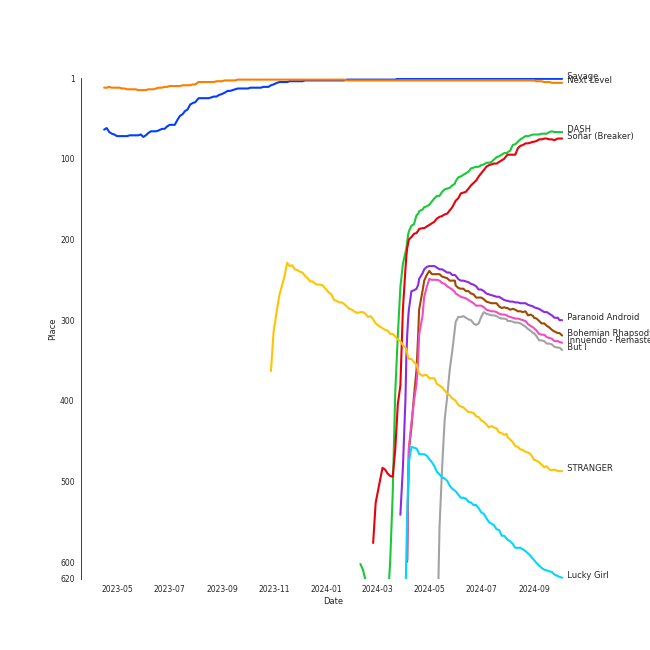 1
100
200
300
400
500
600
620
Place
2023-05
2023-07
2023-09
2023-11
2024-01
2024-03
2024-05
2024-07
2024-09
Date
Savage
Next Level
DASH
Sonar (Breaker)
Paranoid Android
Bohemian Rhapsody
Innuendo - Remaste
But I
STRANGER
Lucky Girl